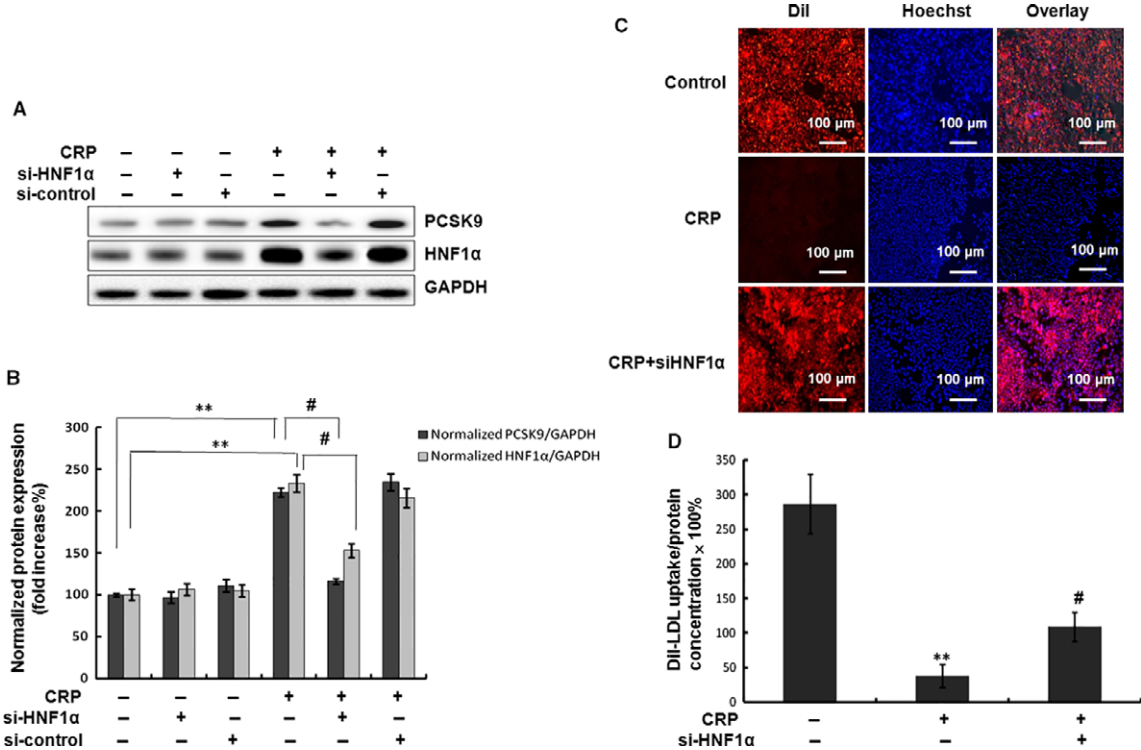 A
CRP – – – + + +
si-HNF1α – + – – + –
si-control – – + – – +
PCSK9
HNF1α
GAPDH
B
Normalized protein expression
(fold increase%)
300
250
200
150
100
50
0
** #
** #
Normalized PCSK9/GAPDH
Normalized HNF1α/GAPDH
CRP – – – + + +
si-HNF1α – + – – + –
si-control – – + – – +
C
Dil Hoechst Overlay
Control
100 µm 100 µm 100 µm
CRP
100 µm 100 µm 100 µm
CRP+siHNF1α
100 µm 100 µm 100 µm
D
Dil-LDL uptake/protein
concentration × 100%
350
300
250
200
150
100
50
0
**
#
CRP – + +
si-HNF1α – – +